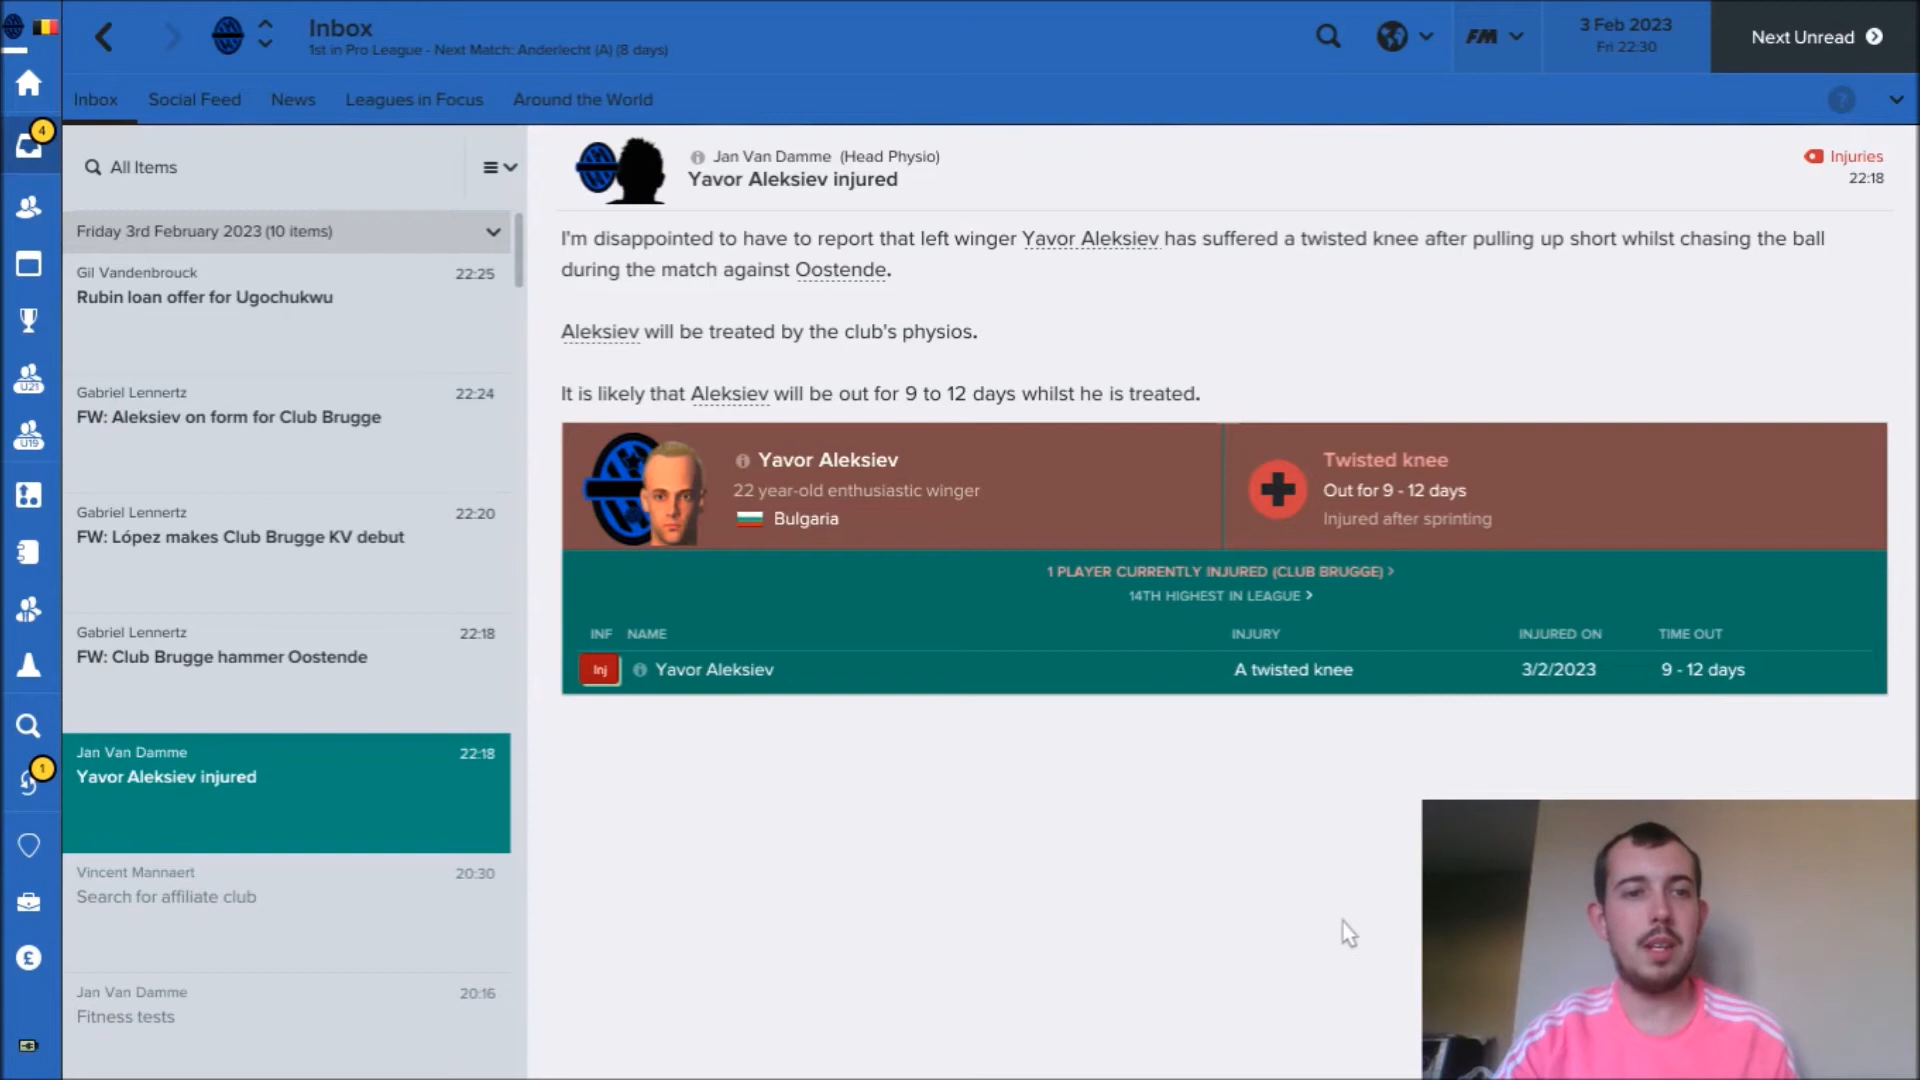 Inbox
1st in Pro League - Next Match: Anderlecht (A) (8 days)
FM
3 Feb 2023
Fri 22:30
Next Unread
Inbox
Social Feed
News
Leagues in Focus
Around the World
?
4
U21
U19
1
£
All Items
Friday 3rd February 2023 (10 items)
Gil Vandenbrouck 22:25
Rubin loan offer for Ugochukwu
Gabriel Lennertz 22:24
FW: Aleksiev on form for Club Brugge
Gabriel Lennertz 22:20
FW: López makes Club Brugge KV debut
Gabriel Lennertz 22:18
FW: Club Brugge hammer Oostende
Jan Van Damme 22:18
Yavor Aleksiev injured
Vincent Mannaert 20:30
Search for affiliate club
Jan Van Damme 20:16
Fitness tests
Jan Van Damme (Head Physio)
Yavor Aleksiev injured
Injuries
22:18
I'm disappointed to have to report that left winger Yavor Aleksiev has suffered a twisted knee after pulling up short whilst chasing the ball
during the match against Oostende.
Aleksiev will be treated by the club's physios.
It is likely that Aleksiev will be out for 9 to 12 days whilst he is treated.
Yavor Aleksiev
22 year-old enthusiastic winger
Bulgaria
Twisted knee
Out for 9 - 12 days
Injured after sprinting
1 PLAYER CURRENTLY INJURED (CLUB BRUGGE) >
14TH HIGHEST IN LEAGUE >
INF NAME INJURY INJURED ON TIME OUT
Inj Yavor Aleksiev A twisted knee 3/2/2023 9 - 12 days